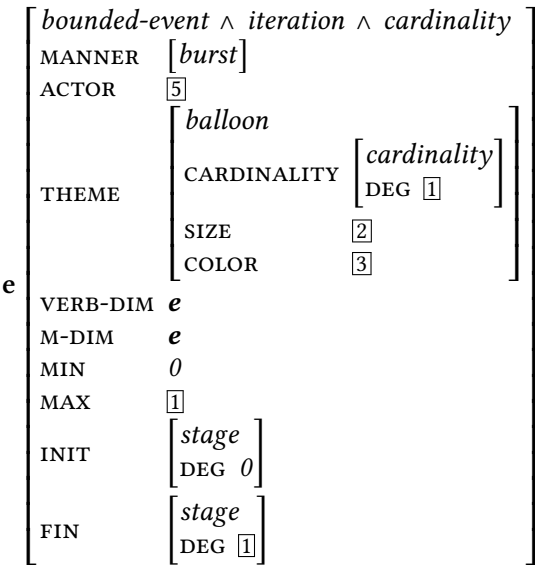 bounded-event ∧ iteration ∧ cardinality
MANNER [burst]
ACTOR 5
balloon
CARDINALITY [cardinality
DEG 1]
THEME
SIZE 2
COLOR 3
e
VERB-DIM e
M-DIM e
MIN 0
MAX 1
INIT [stage
DEG 0]
FIN [stage
DEG 1]